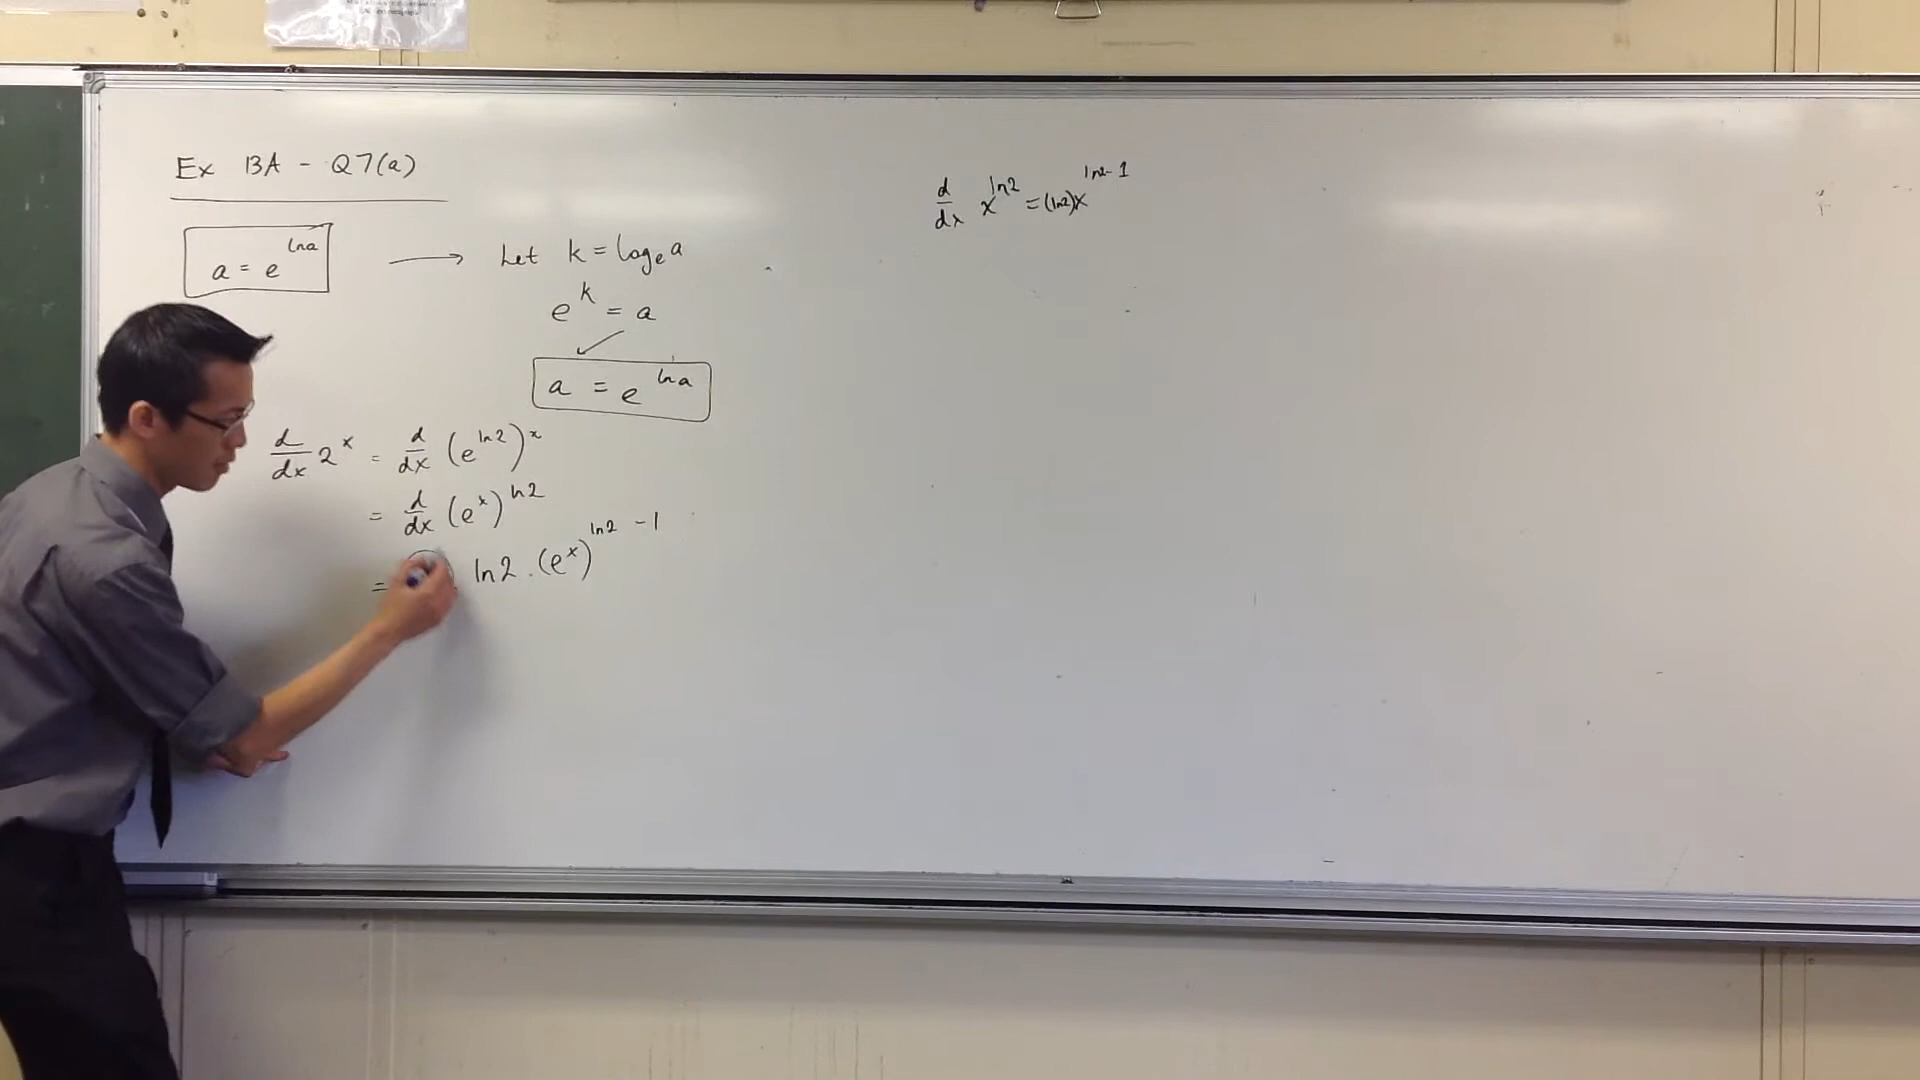 Ex 13A - Q7(a)
a = e^{ln a} ⟶ Let k = log_e a
e^k = a
a = e^{ln a}
d/dx 2^x = d/dx (e^{ln2})^x
= d/dx (e^x)^{ln2}
= ln2 . (e^x)^{ln2 - 1}
d/dx x^{ln2} = (ln2)x^{ln2 - 1}